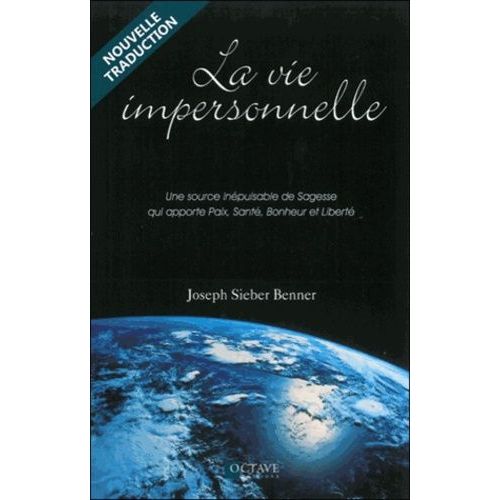 NOUVELLE
TRADUCTION
La vie
impersonnelle
Une source inépuisable de Sagesse
qui apporte Paix, Santé, Bonheur et Liberté
Joseph Sieber Benner
OCTAVE